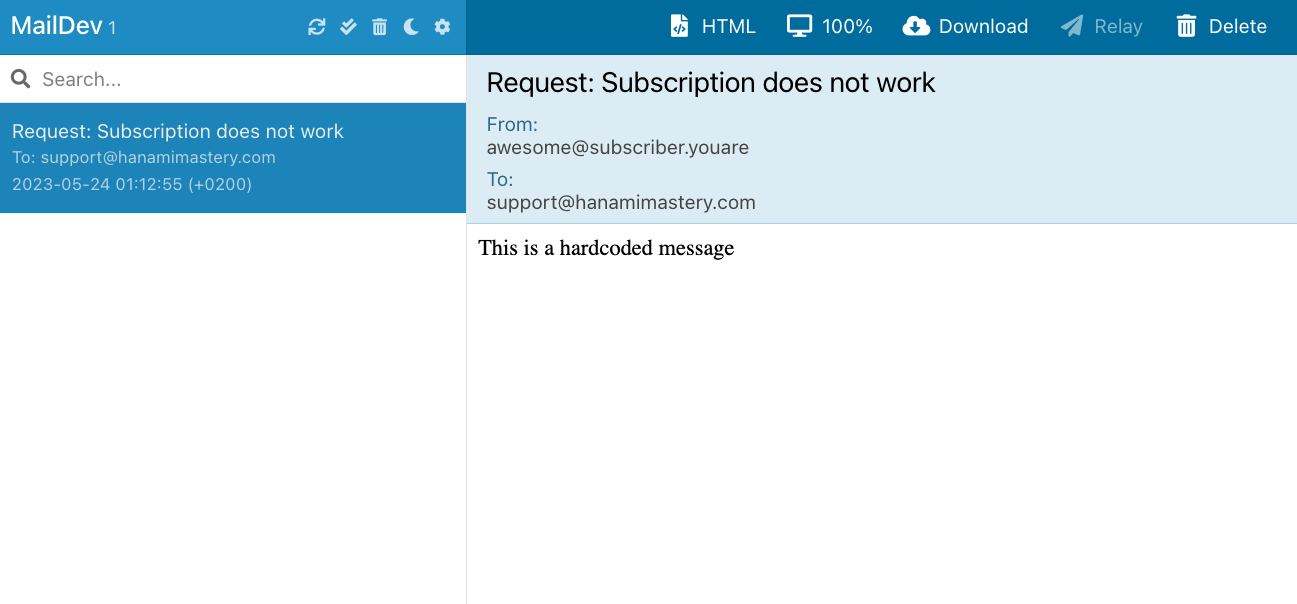 MailDev 1
HTML 100% Download Relay Delete
Search...
Request: Subscription does not work
To: support@hanamimastery.com
2023-05-24 01:12:55 (+0200)
Request: Subscription does not work
From:
awesome@subscriber.youare
To:
support@hanamimastery.com
This is a hardcoded message